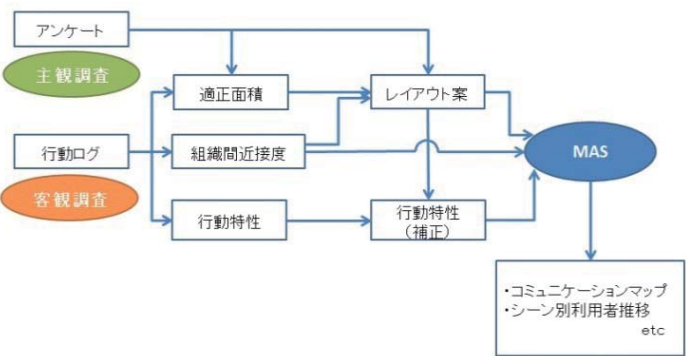 アンケート
主観調査
適正面積
レイアウト案
行動ログ
組織間近接度
MAS
客観調査
行動特性
行動特性
(補正)
・コミュニケーションマップ
・シーン別利用者推移
etc